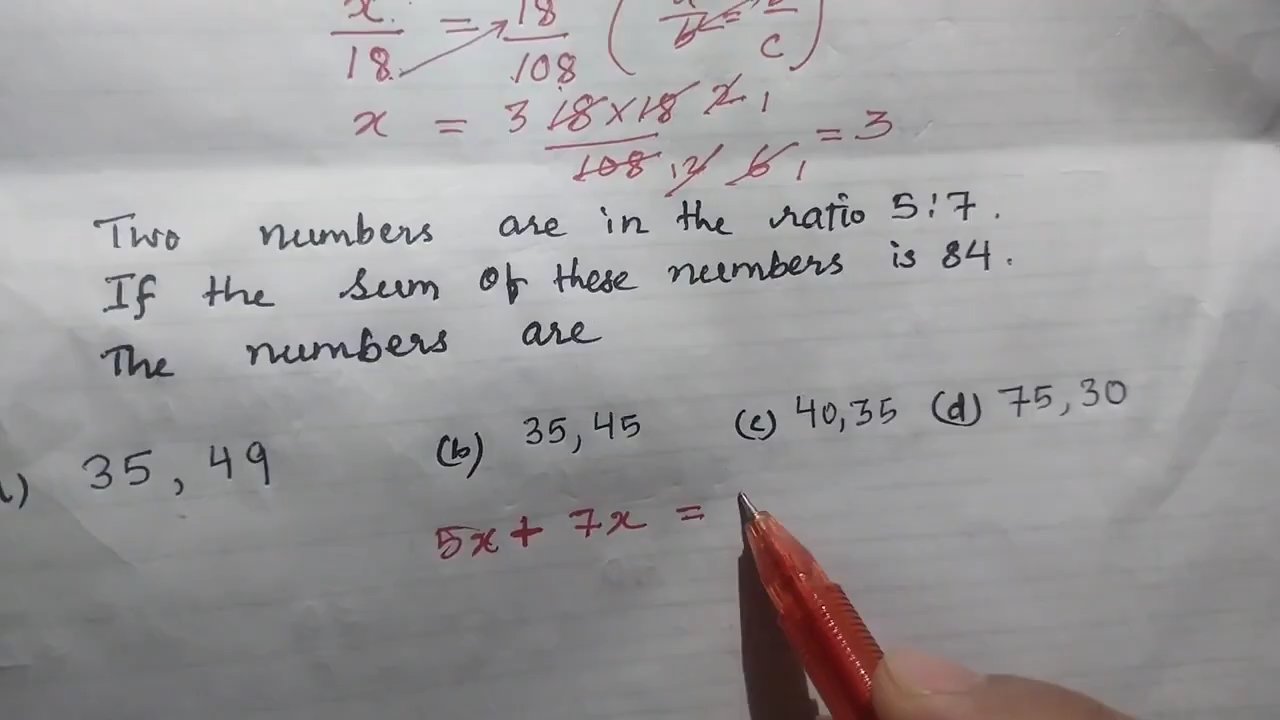 x/18 = 18/108 ( b = c )
x = 3 18×18 2 1 / 108 12 6 1 = 3
Two numbers are in the ratio 5:7.
If the sum of these numbers is 84.
The numbers are
) 35, 49 (b) 35, 45 (c) 40,35 (d) 75,30
5x + 7x =